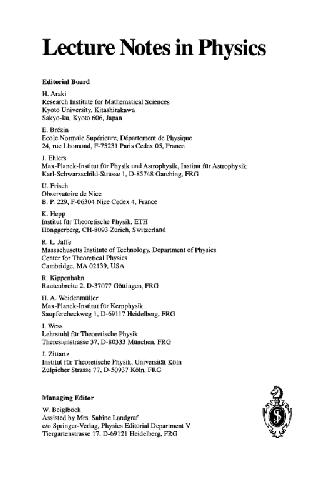 Lecture Notes in Physics
Editorial Board
H. Araki
Research Institute for Mathematical Sciences
Kyoto University, Kitashirakawa
Sakyo-ku, Kyoto 606, Japan
E. Brézin
Ecole Normale Supérieure, Département de Physique
24, rue Lhomond, F-75231 Paris Cedex 05, France
J. Ehlers
Max-Planck-Institut für Physik und Astrophysik, Institut für Astrophysik
Karl-Schwarzschild-Strasse 1, D-85748 Garching, FRG
U. Frisch
Observatoire de Nice
B. P. 229, F-06304 Nice Cedex 4, France
K. Hepp
Institut für Theoretische Physik, ETH
Hönggerberg, CH-8093 Zürich, Switzerland
R. L. Jaffe
Massachusetts Institute of Technology, Department of Physics
Center for Theoretical Physics
Cambridge, MA 02139, USA
R. Kippenhahn
Rautenbreite 2, D-37077 Göttingen, FRG
H. A. Weidenmüller
Max-Planck-Institut für Kernphysik
Saupfercheckweg 1, D-69117 Heidelberg, FRG
J. Wess
Lehrstuhl für Theoretische Physik
Theresienstrasse 37, D-80333 München, FRG
J. Zittartz
Institut für Theoretische Physik, Universität Köln
Zülpicher Strasse 77, D-50937 Köln, FRG
Managing Editor
W. Beiglböck
Assisted by Mrs. Sabine Landgraf
c/o Springer-Verlag, Physics Editorial Department V
Tiergartenstrasse 17, D-69121 Heidelberg, FRG